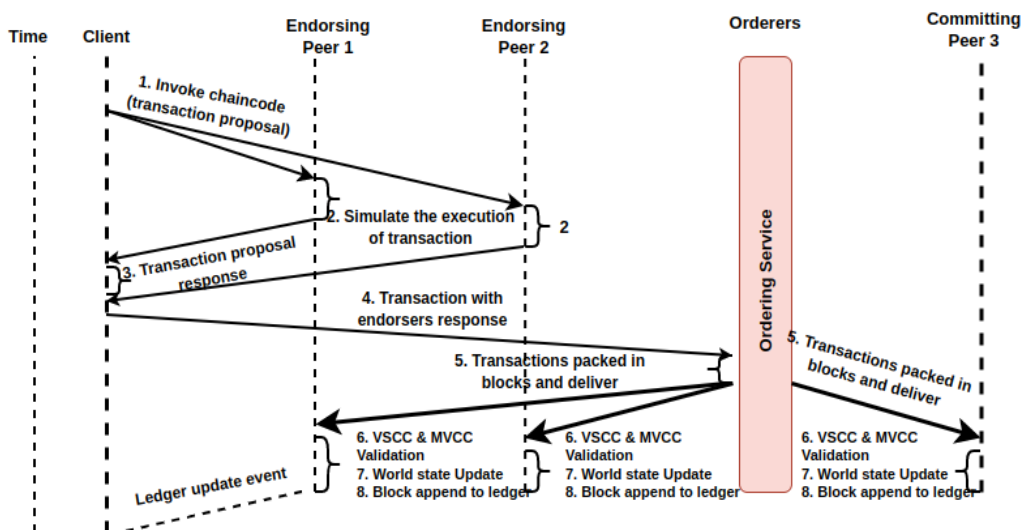 Time
Client
Endorsing
Peer 1
Endorsing
Peer 2
Orderers
Committing
Peer 3
1. Invoke chaincode
(transaction proposal)
2. Simulate the execution
of transaction
2
3. Transaction proposal
response
4. Transaction with
endorsers response
Ordering Service
5. Transactions packed in
blocks and deliver
5. Transactions packed in
blocks and deliver
6. VSCC & MVCC
Validation
7. World state Update
8. Block append to ledger
6. VSCC & MVCC
Validation
7. World state Update
8. Block append to ledger
6. VSCC & MVCC
Validation
7. World state Update
8. Block append to ledger
Ledger update event